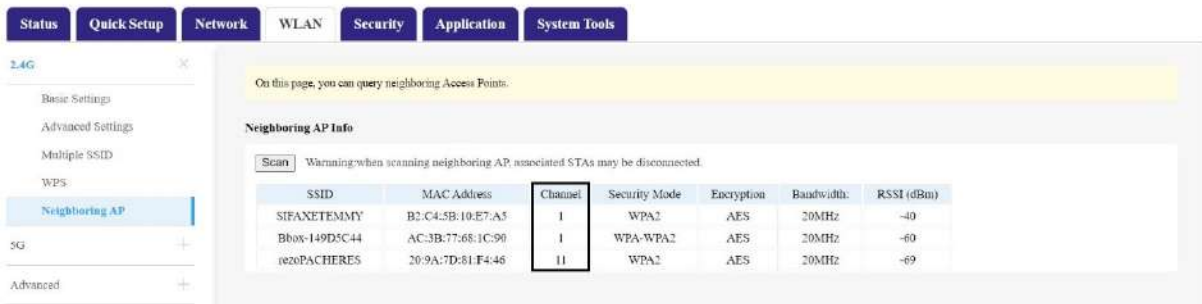 Status Quick Setup Network WLAN Security Application System Tools
2.4G
Basic Settings
Advanced Settings
Multiple SSID
WPS
Neighboring AP
5G
Advanced
On this page, you can query neighboring Access Points.
Neighboring AP Info
Scan Warnning:when scanning neighboring AP, associated STAs may be disconnected.
SSID MAC Address Channel Security Mode Encryption Bandwidth: RSSI (dBm)
SIFAXETEMMY B2:C4:5B:10:E7:A5 1 WPA2 AES 20MHz -40
Bbox-149D5C44 AC:3B:77:68:1C:90 1 WPA-WPA2 AES 20MHz -60
rezoPACHERES 20:9A:7D:81:F4:46 11 WPA2 AES 20MHz -69